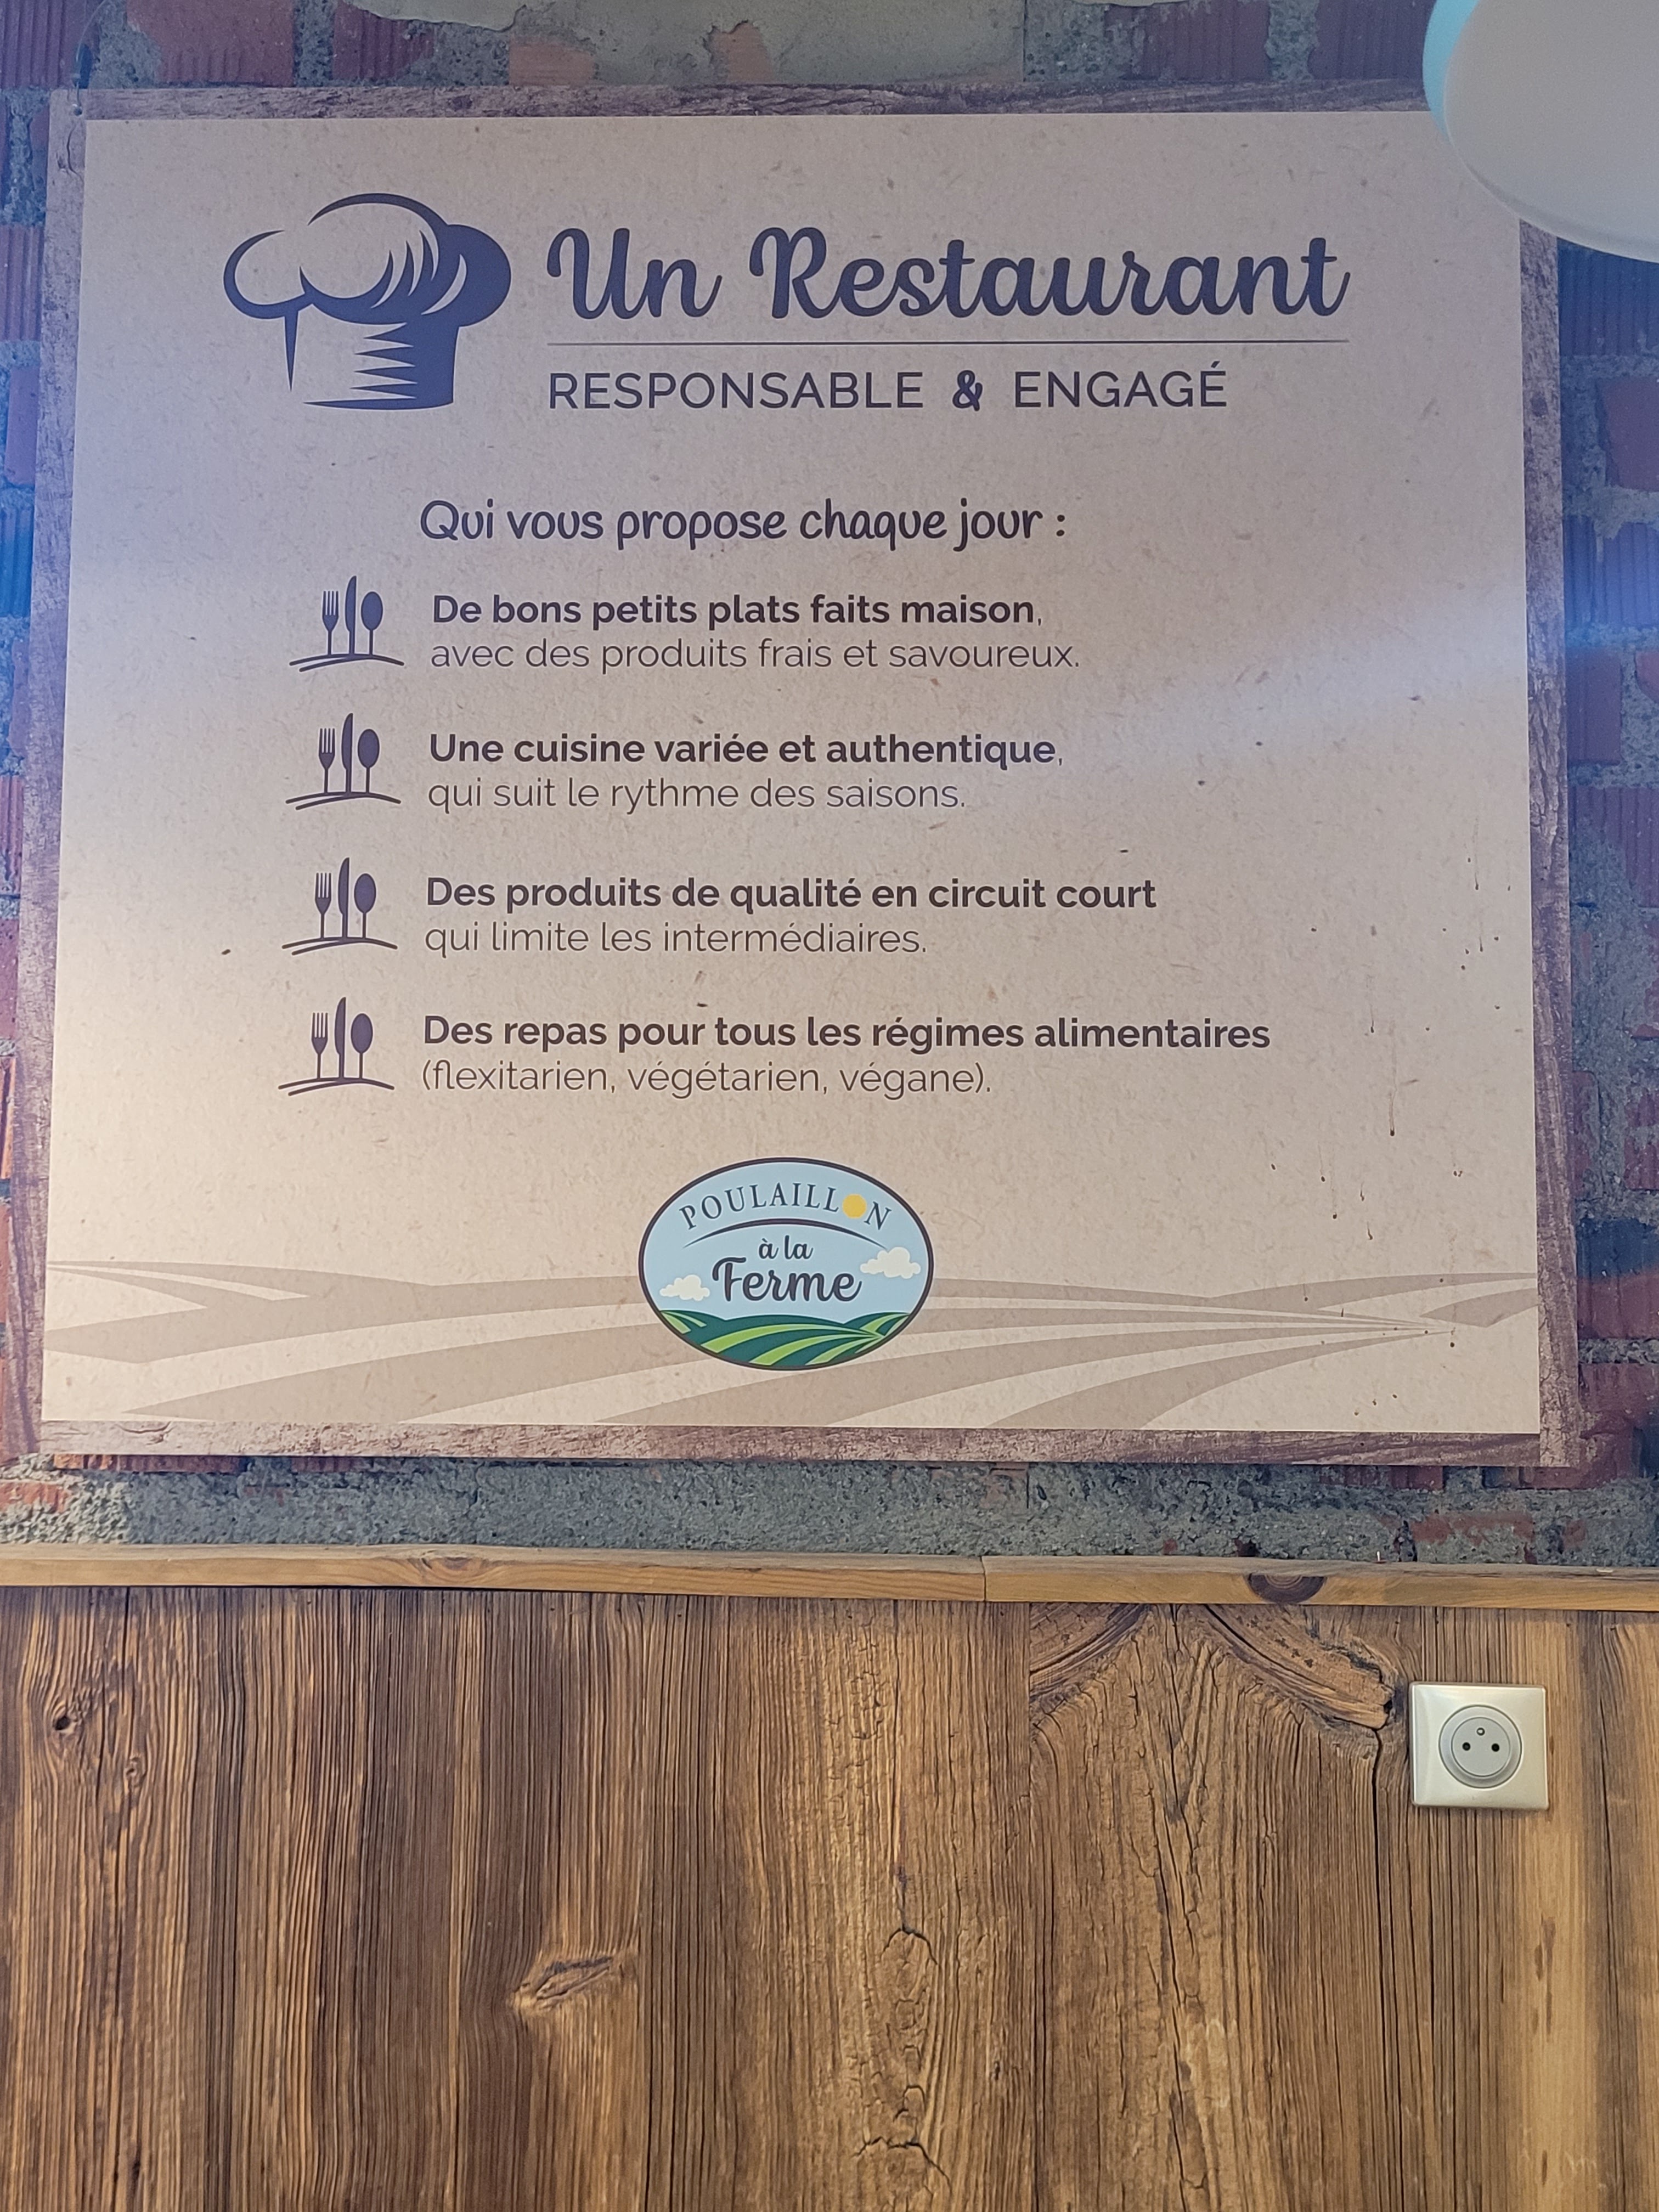 Un Restaurant
RESPONSABLE & ENGAGÉ
Qui vous propose chaque jour :
De bons petits plats faits maison,
avec des produits frais et savoureux.
Une cuisine variée et authentique,
qui suit le rythme des saisons.
Des produits de qualité en circuit court
qui limite les intermédiaires.
Des repas pour tous les régimes alimentaires
(flexitarien, végétarien, végane).
POULAILLON
à la
Ferme